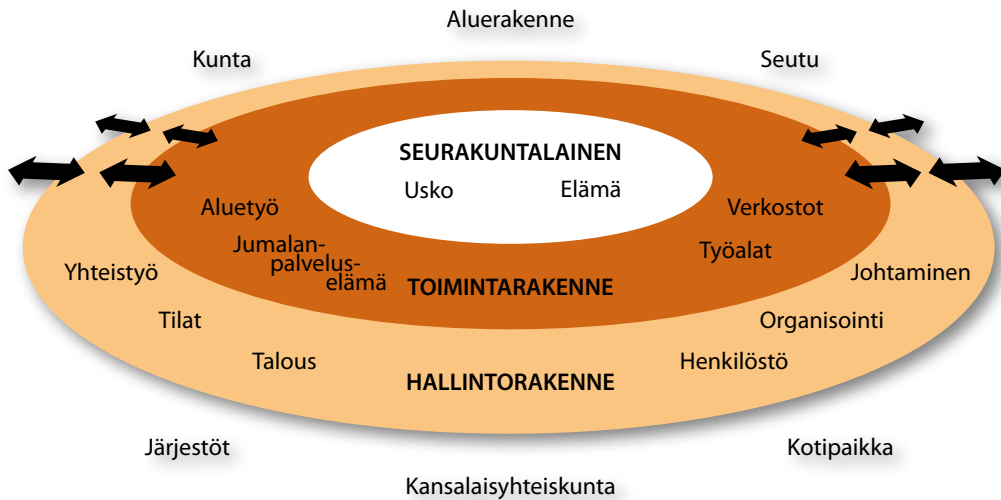 Aluerakenne
Kunta
Seutu
SEURAKUNTALAINEN
Usko
Elämä
Aluetyö
Verkostot
Jumalan-
palvelus-
elämä
Työalat
TOIMINTARAKENNE
Yhteistyö
Johtaminen
Tilat
Organisointi
Talous
Henkilöstö
HALLINTORAKENNE
Järjestöt
Kotipaikka
Kansalaisyhteiskunta